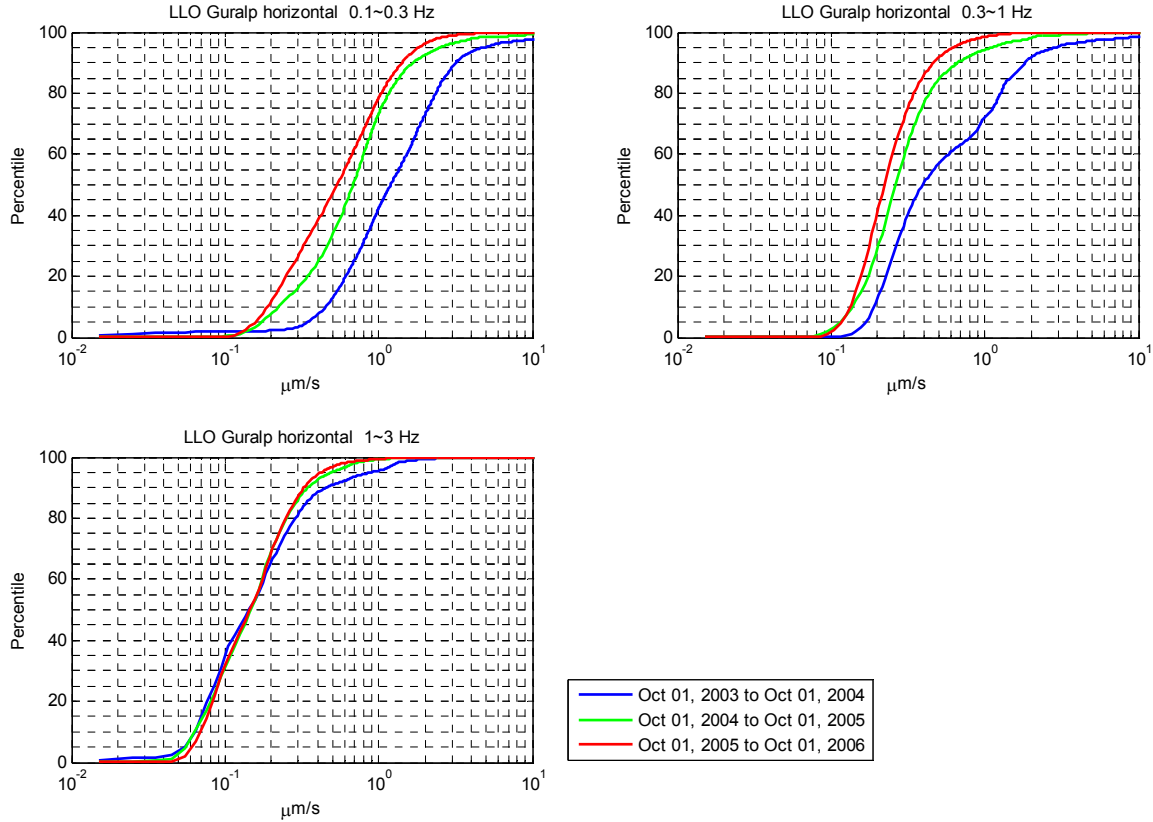 LLO Guralp horizontal 0.1~0.3 Hz
100
80
60
40
20
0
Percentile
10-2
10-1
100
101
μm/s
LLO Guralp horizontal 0.3~1 Hz
100
80
60
40
20
0
Percentile
10-2
10-1
100
101
μm/s
LLO Guralp horizontal 1~3 Hz
100
80
60
40
20
0
Percentile
10-2
10-1
100
101
μm/s
Oct 01, 2003 to Oct 01, 2004
Oct 01, 2004 to Oct 01, 2005
Oct 01, 2005 to Oct 01, 2006